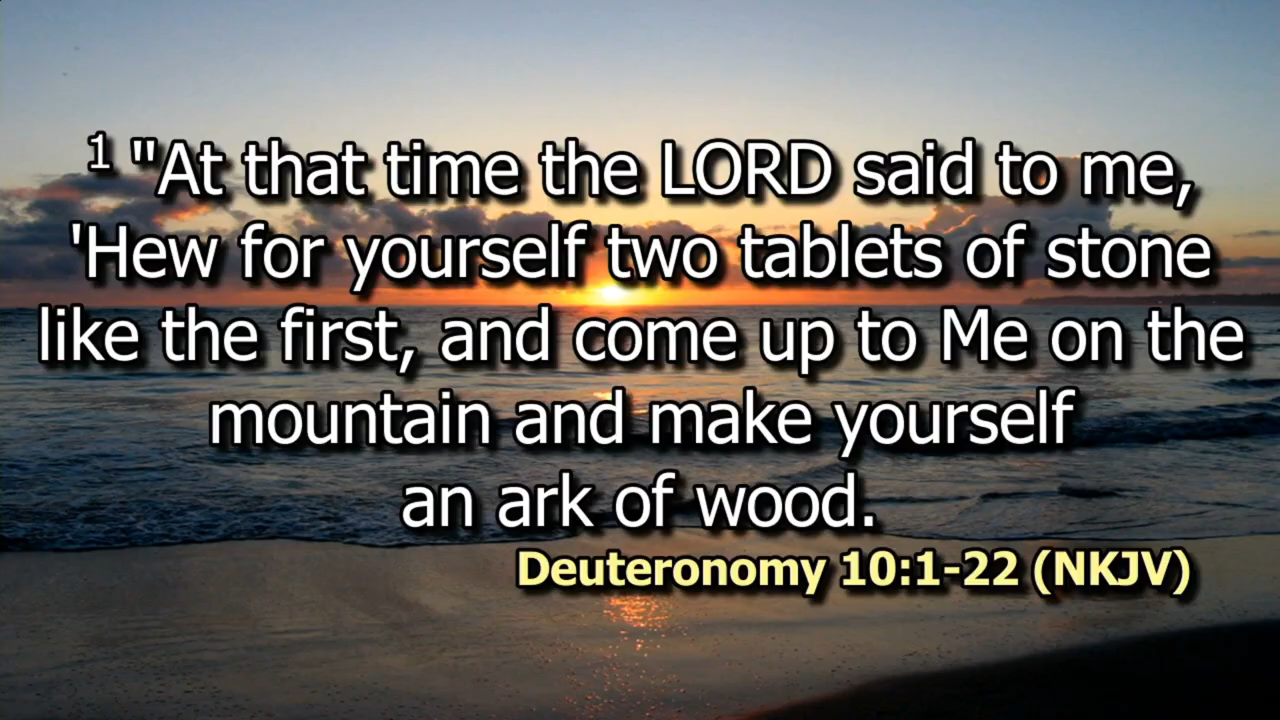 1 "At that time the LORD said to me,
'Hew for yourself two tablets of stone
like the first, and come up to Me on the
mountain and make yourself
an ark of wood.
Deuteronomy 10:1-22 (NKJV)